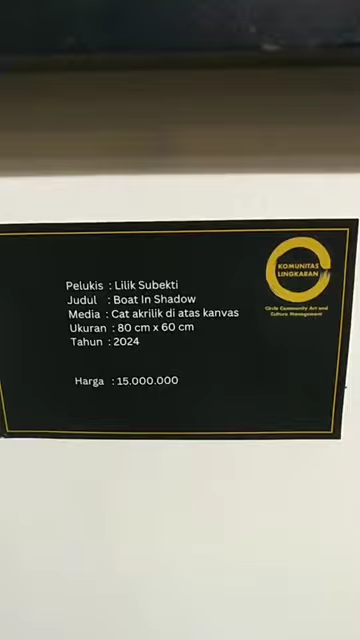 KOMUNITAS
LINGKARAN
Circle Community Art and
Culture Management
Pelukis : Lilik Subekti
Judul : Boat In Shadow
Media : Cat akrilik di atas kanvas
Ukuran : 80 cm x 60 cm
Tahun : 2024
Harga : 15.000.000